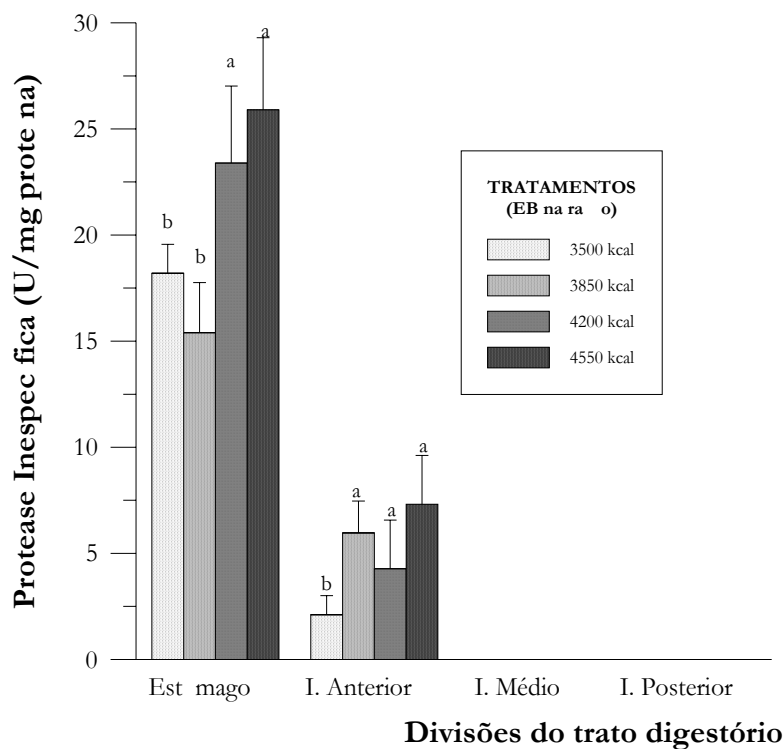 30
25
20
15
10
5
0
Protease Inespec fica (U/mg prote na)
b
b
a
a
b
a
a
a
TRATAMENTOS
(EB na ra o)
3500 kcal
3850 kcal
4200 kcal
4550 kcal
Est mago
I. Anterior
I. Médio
I. Posterior
Divisões do trato digestório